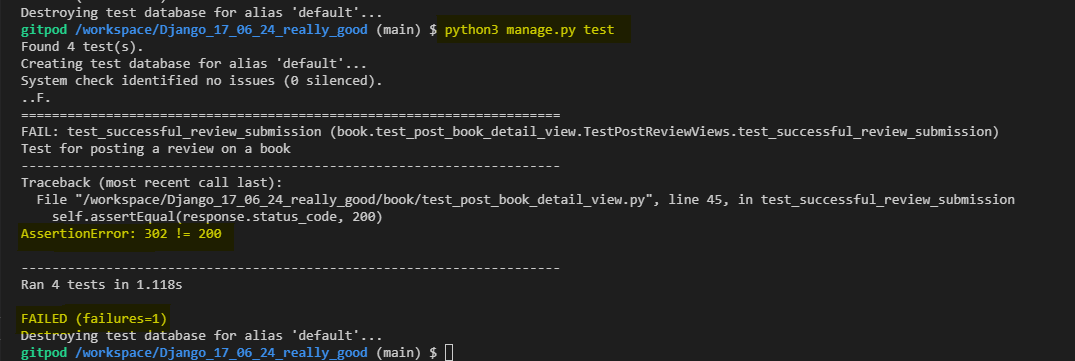 Destroying test database for alias 'default'...
gitpod /workspace/Django_17_06_24_really_good (main) $ python3 manage.py test
Found 4 test(s).
Creating test database for alias 'default'...
System check identified no issues (0 silenced).
..F.
======================================================================
FAIL: test_successful_review_submission (book.test_post_book_detail_view.TestPostReviewViews.test_successful_review_submission)
Test for posting a review on a book
----------------------------------------------------------------------
Traceback (most recent call last):
  File "/workspace/Django_17_06_24_really_good/book/test_post_book_detail_view.py", line 45, in test_successful_review_submission
    self.assertEqual(response.status_code, 200)
AssertionError: 302 != 200
----------------------------------------------------------------------
Ran 4 tests in 1.118s
FAILED (failures=1)
Destroying test database for alias 'default'...
gitpod /workspace/Django_17_06_24_really_good (main) $